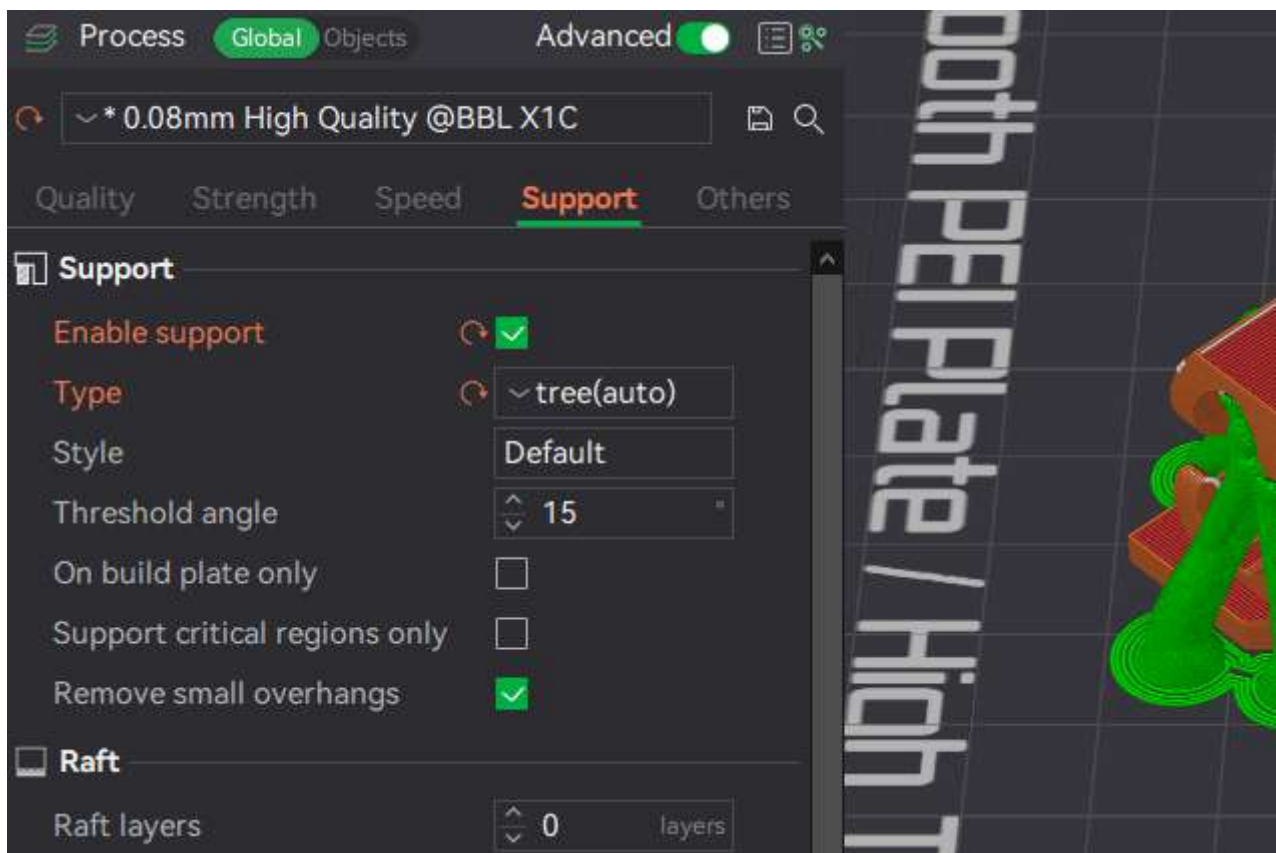 Process Global Objects Advanced
* 0.08mm High Quality @BBL X1C
Quality Strength Speed Support Others
Support
Enable support
Type tree(auto)
Style Default
Threshold angle 15 °
On build plate only
Support critical regions only
Remove small overhangs
Raft
Raft layers 0 layers
ooth PEI Plate / High T